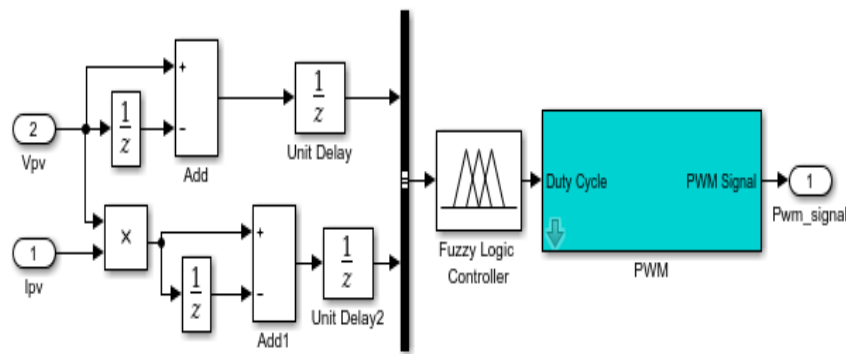 +
-
1
z
1
z
Add
Unit Delay
2
Vpv
×
1
Ipv
+
-
1
z
1
z
Add1
Unit Delay2
Fuzzy Logic
Controller
Duty Cycle
PWM Signal
PWM
1
Pwm_signal